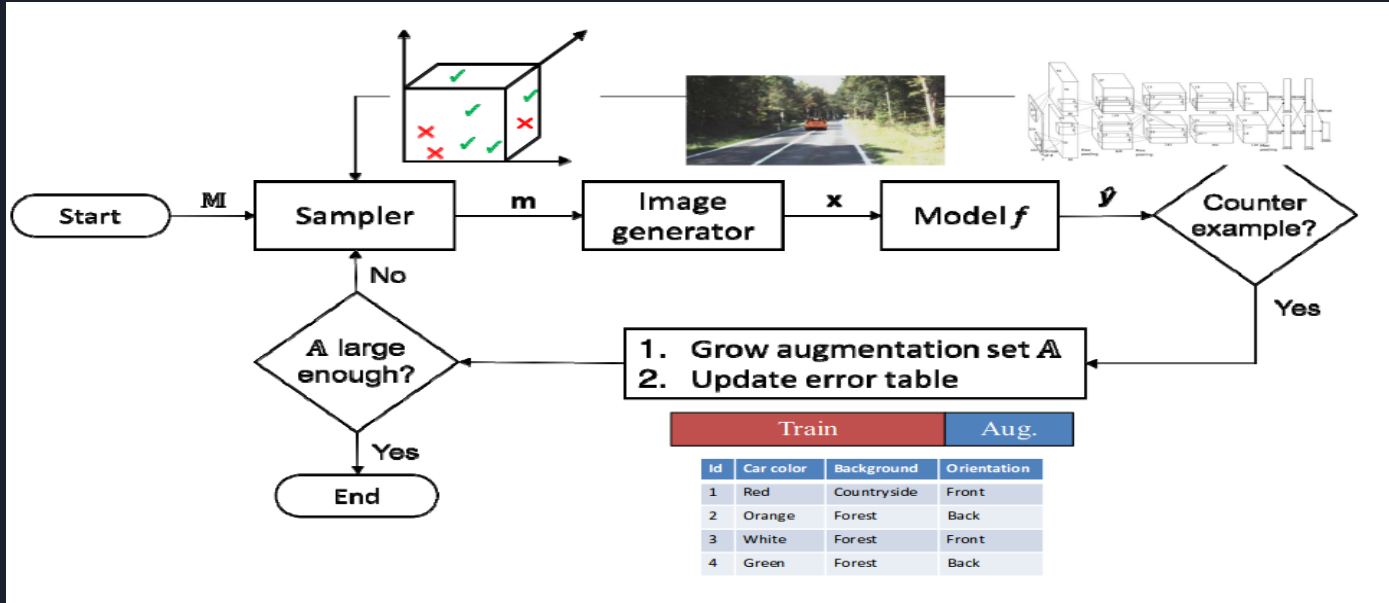 Start
𝕄
Sampler
m
Image
generator
x
Model f
ŷ
Counter
example?
No
Yes
𝔸 large
enough?
1. Grow augmentation set 𝔸
2. Update error table
Yes
End
Train Aug.
Id Car color Background Orientation
1 Red Countryside Front
2 Orange Forest Back
3 White Forest Front
4 Green Forest Back